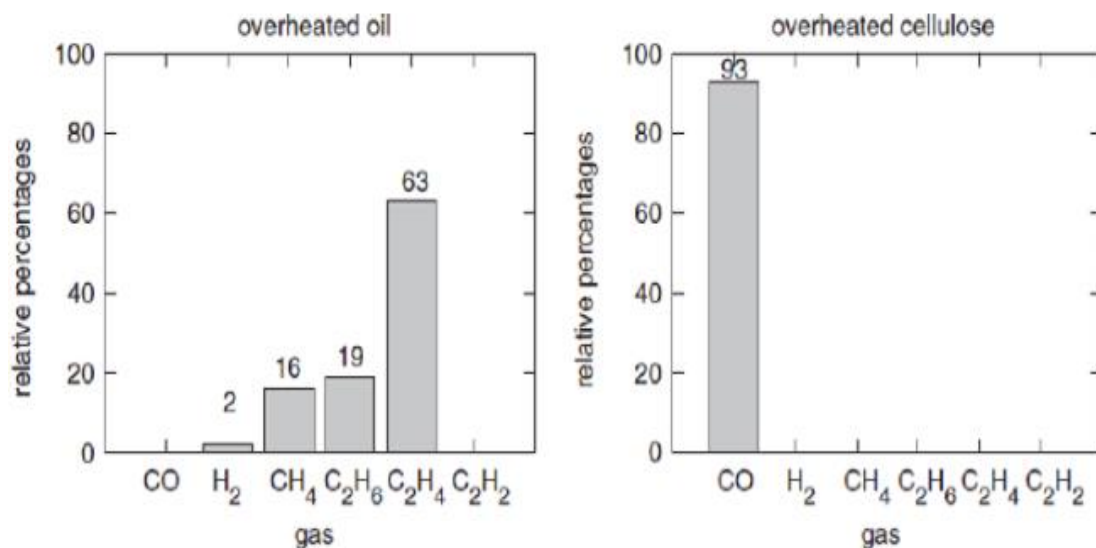 overheated oil
relative percentages
100
80
60
40
20
0
2
16
19
63
CO H₂ CH₄ C₂H₆ C₂H₄ C₂H₂
gas
overheated cellulose
relative percentages
100
80
60
40
20
0
93
CO H₂ CH₄ C₂H₆ C₂H₄ C₂H₂
gas